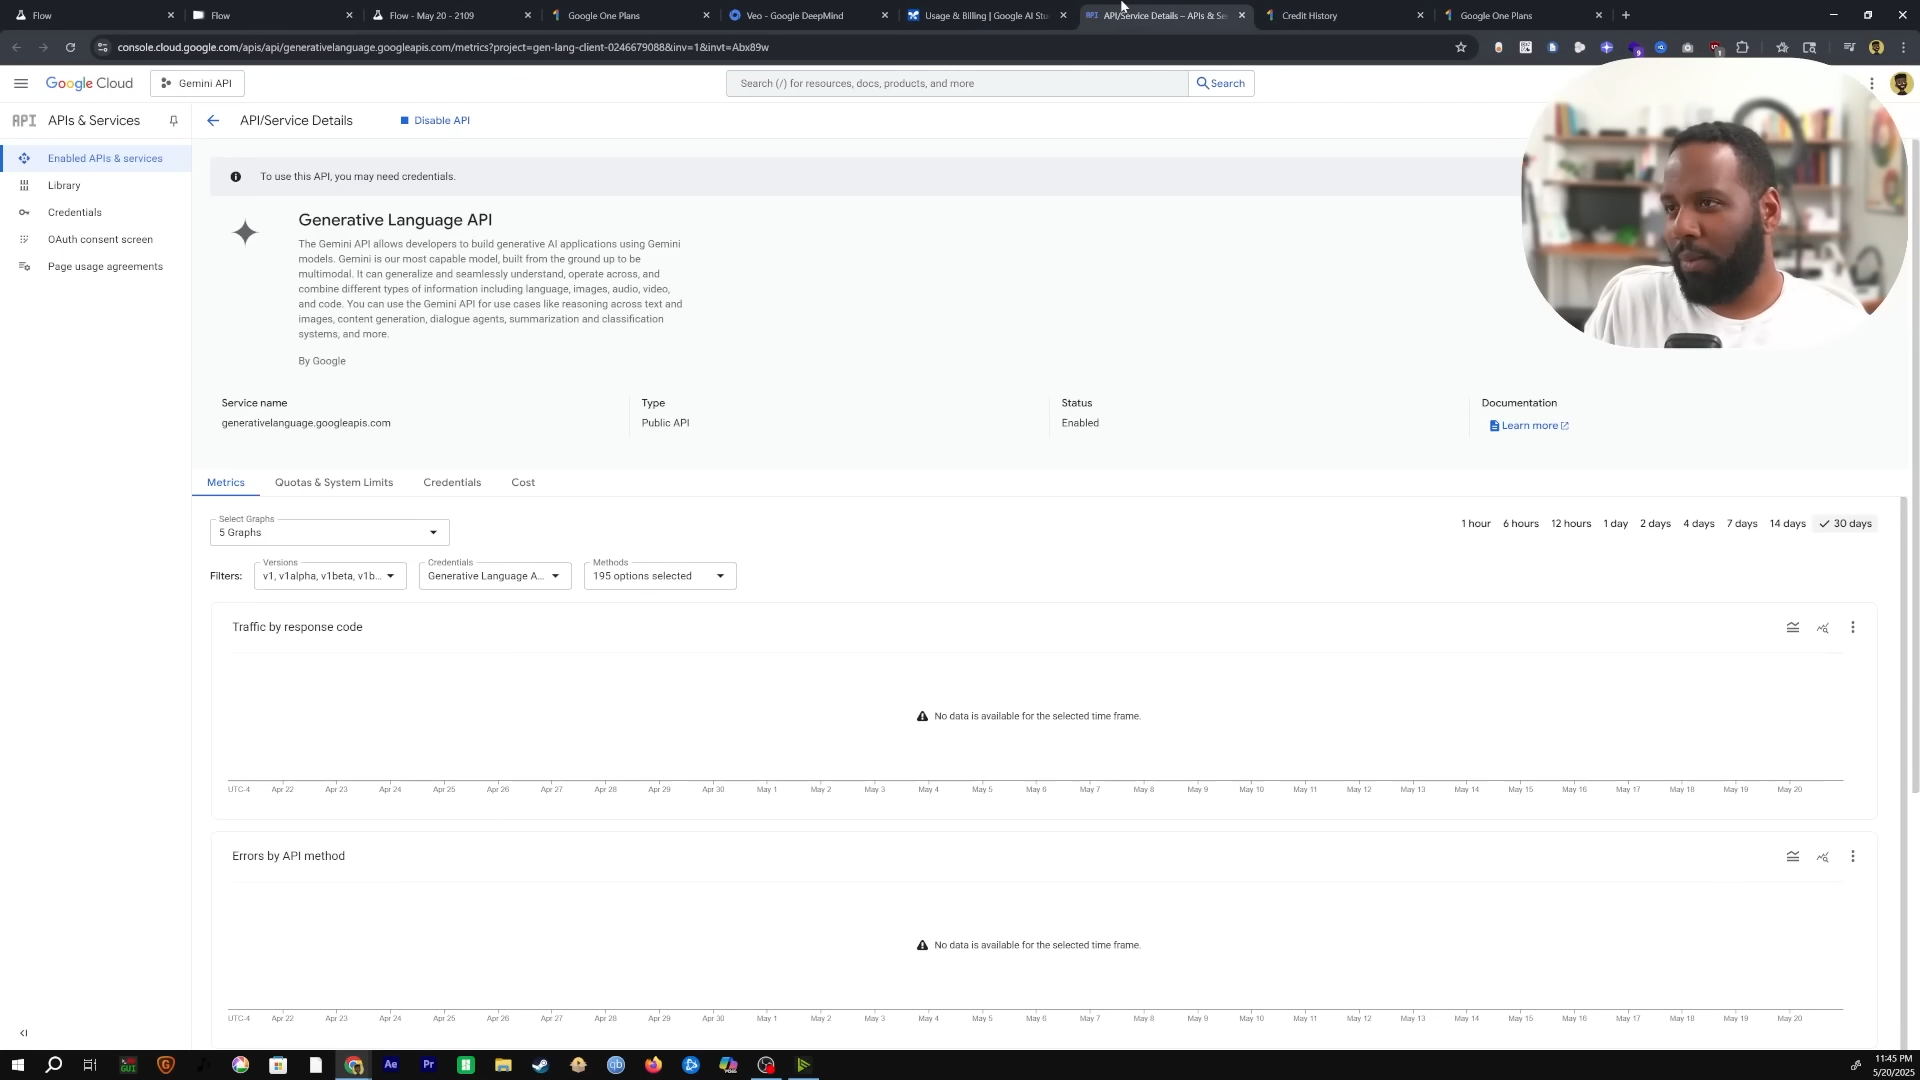 Flow
Flow
Flow - May 20 - 2109
Google One Plans
Veo - Google DeepMind
Usage & Billing | Google AI Stu
API API/Service Details – APIs & Se
Credit History
Google One Plans
console.cloud.google.com/apis/api/generativelanguage.googleapis.com/metrics?project=gen-lang-client-0246679088&inv=1&invt=Abx89w
Google Cloud
Gemini API
Search (/) for resources, docs, products, and more
Search
API APIs & Services
API/Service Details
Disable API
Enabled APIs & services
Library
Credentials
OAuth consent screen
Page usage agreements
To use this API, you may need credentials.
Generative Language API
The Gemini API allows developers to build generative AI applications using Gemini
models. Gemini is our most capable model, built from the ground up to be
multimodal. It can generalize and seamlessly understand, operate across, and
combine different types of information including language, images, audio, video,
and code. You can use the Gemini API for use cases like reasoning across text and
images, content generation, dialogue agents, summarization and classification
systems, and more.
By Google
Service name
generativelanguage.googleapis.com
Type
Public API
Status
Enabled
Documentation
Learn more
Metrics
Quotas & System Limits
Credentials
Cost
Select Graphs
5 Graphs
1 hour 6 hours 12 hours 1 day 2 days 4 days 7 days 14 days 30 days
Filters:
Versions
v1, v1alpha, v1beta, v1b...
Credentials
Generative Language A...
Methods
195 options selected
Traffic by response code
No data is available for the selected time frame.
UTC-4 Apr 22 Apr 23 Apr 24 Apr 25 Apr 26 Apr 27 Apr 28 Apr 29 Apr 30 May 1 May 2 May 3 May 4 May 5 May 6 May 7 May 8 May 9 May 10 May 11 May 12 May 13 May 14 May 15 May 16 May 17 May 18 May 19 May 20
Errors by API method
No data is available for the selected time frame.
UTC-4 Apr 22 Apr 23 Apr 24 Apr 25 Apr 26 Apr 27 Apr 28 Apr 29 Apr 30 May 1 May 2 May 3 May 4 May 5 May 6 May 7 May 8 May 9 May 10 May 11 May 12 May 13 May 14 May 15 May 16 May 17 May 18 May 19 May 20
GUI
Ae
Pr
qb
11:45 PM
5/20/2025